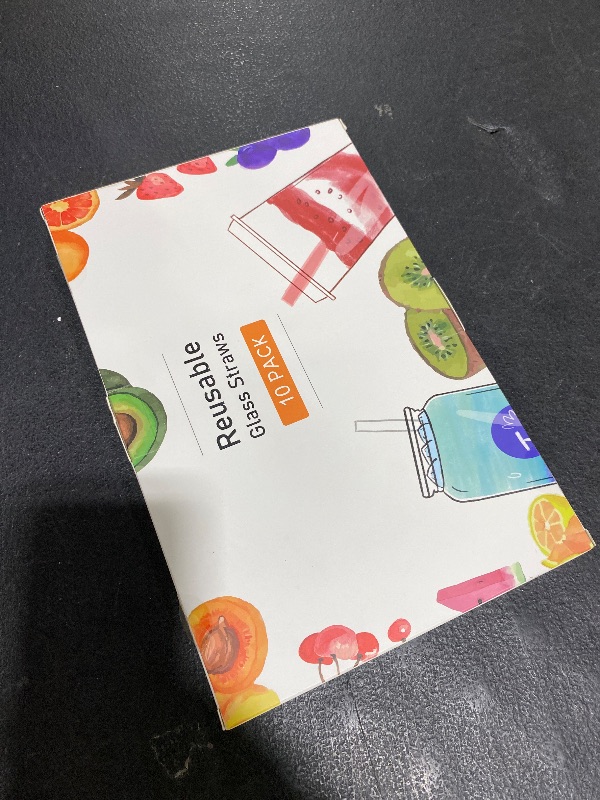 Reusable
Glass Straws
10 PACK